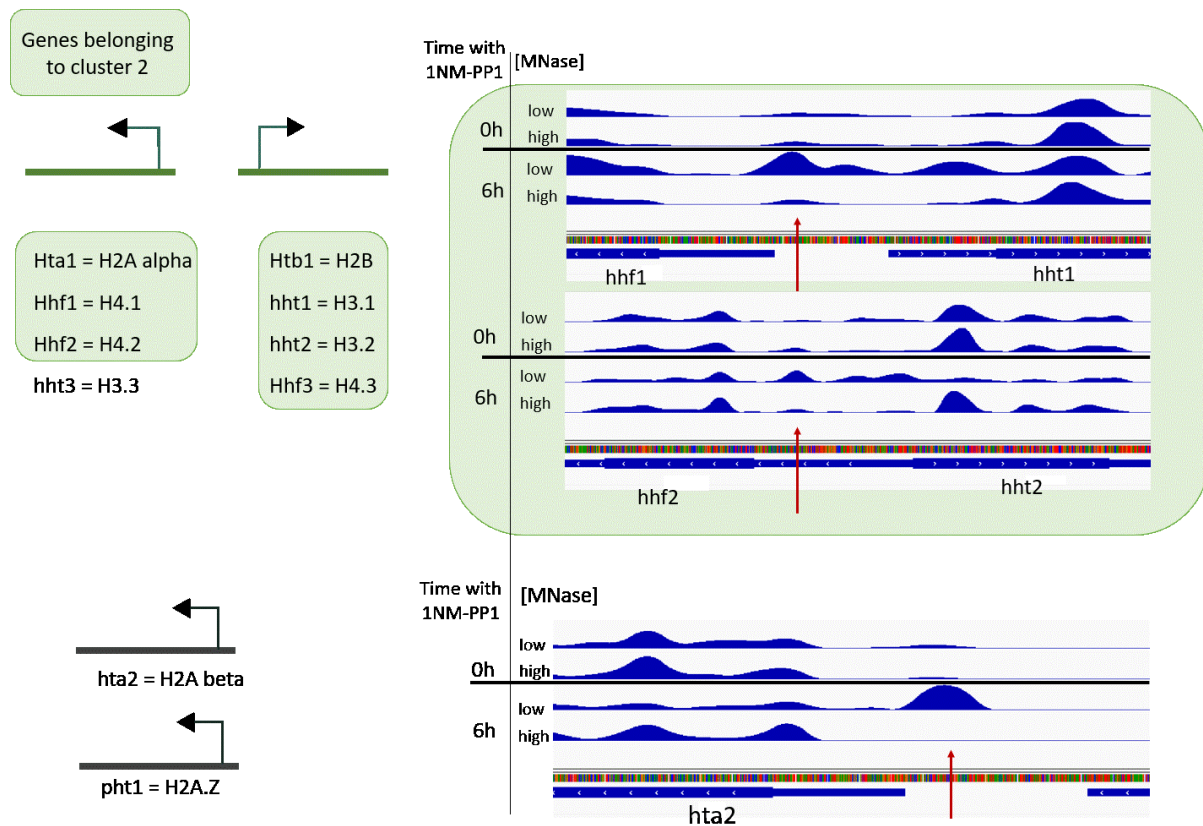 Genes belonging
to cluster 2
Hta1 = H2A alpha
Hhf1 = H4.1
Hhf2 = H4.2
hht3 = H3.3
Htb1 = H2B
hht1 = H3.1
hht2 = H3.2
Hhf3 = H4.3
Time with
1NM-PP1
[MNase]
0h
low
high
6h
low
high
hhf1
hht1
0h
low
high
6h
low
high
hhf2
hht2
hta2 = H2A beta
pht1 = H2A.Z
Time with
1NM-PP1
[MNase]
0h
low
high
6h
low
high
hta2